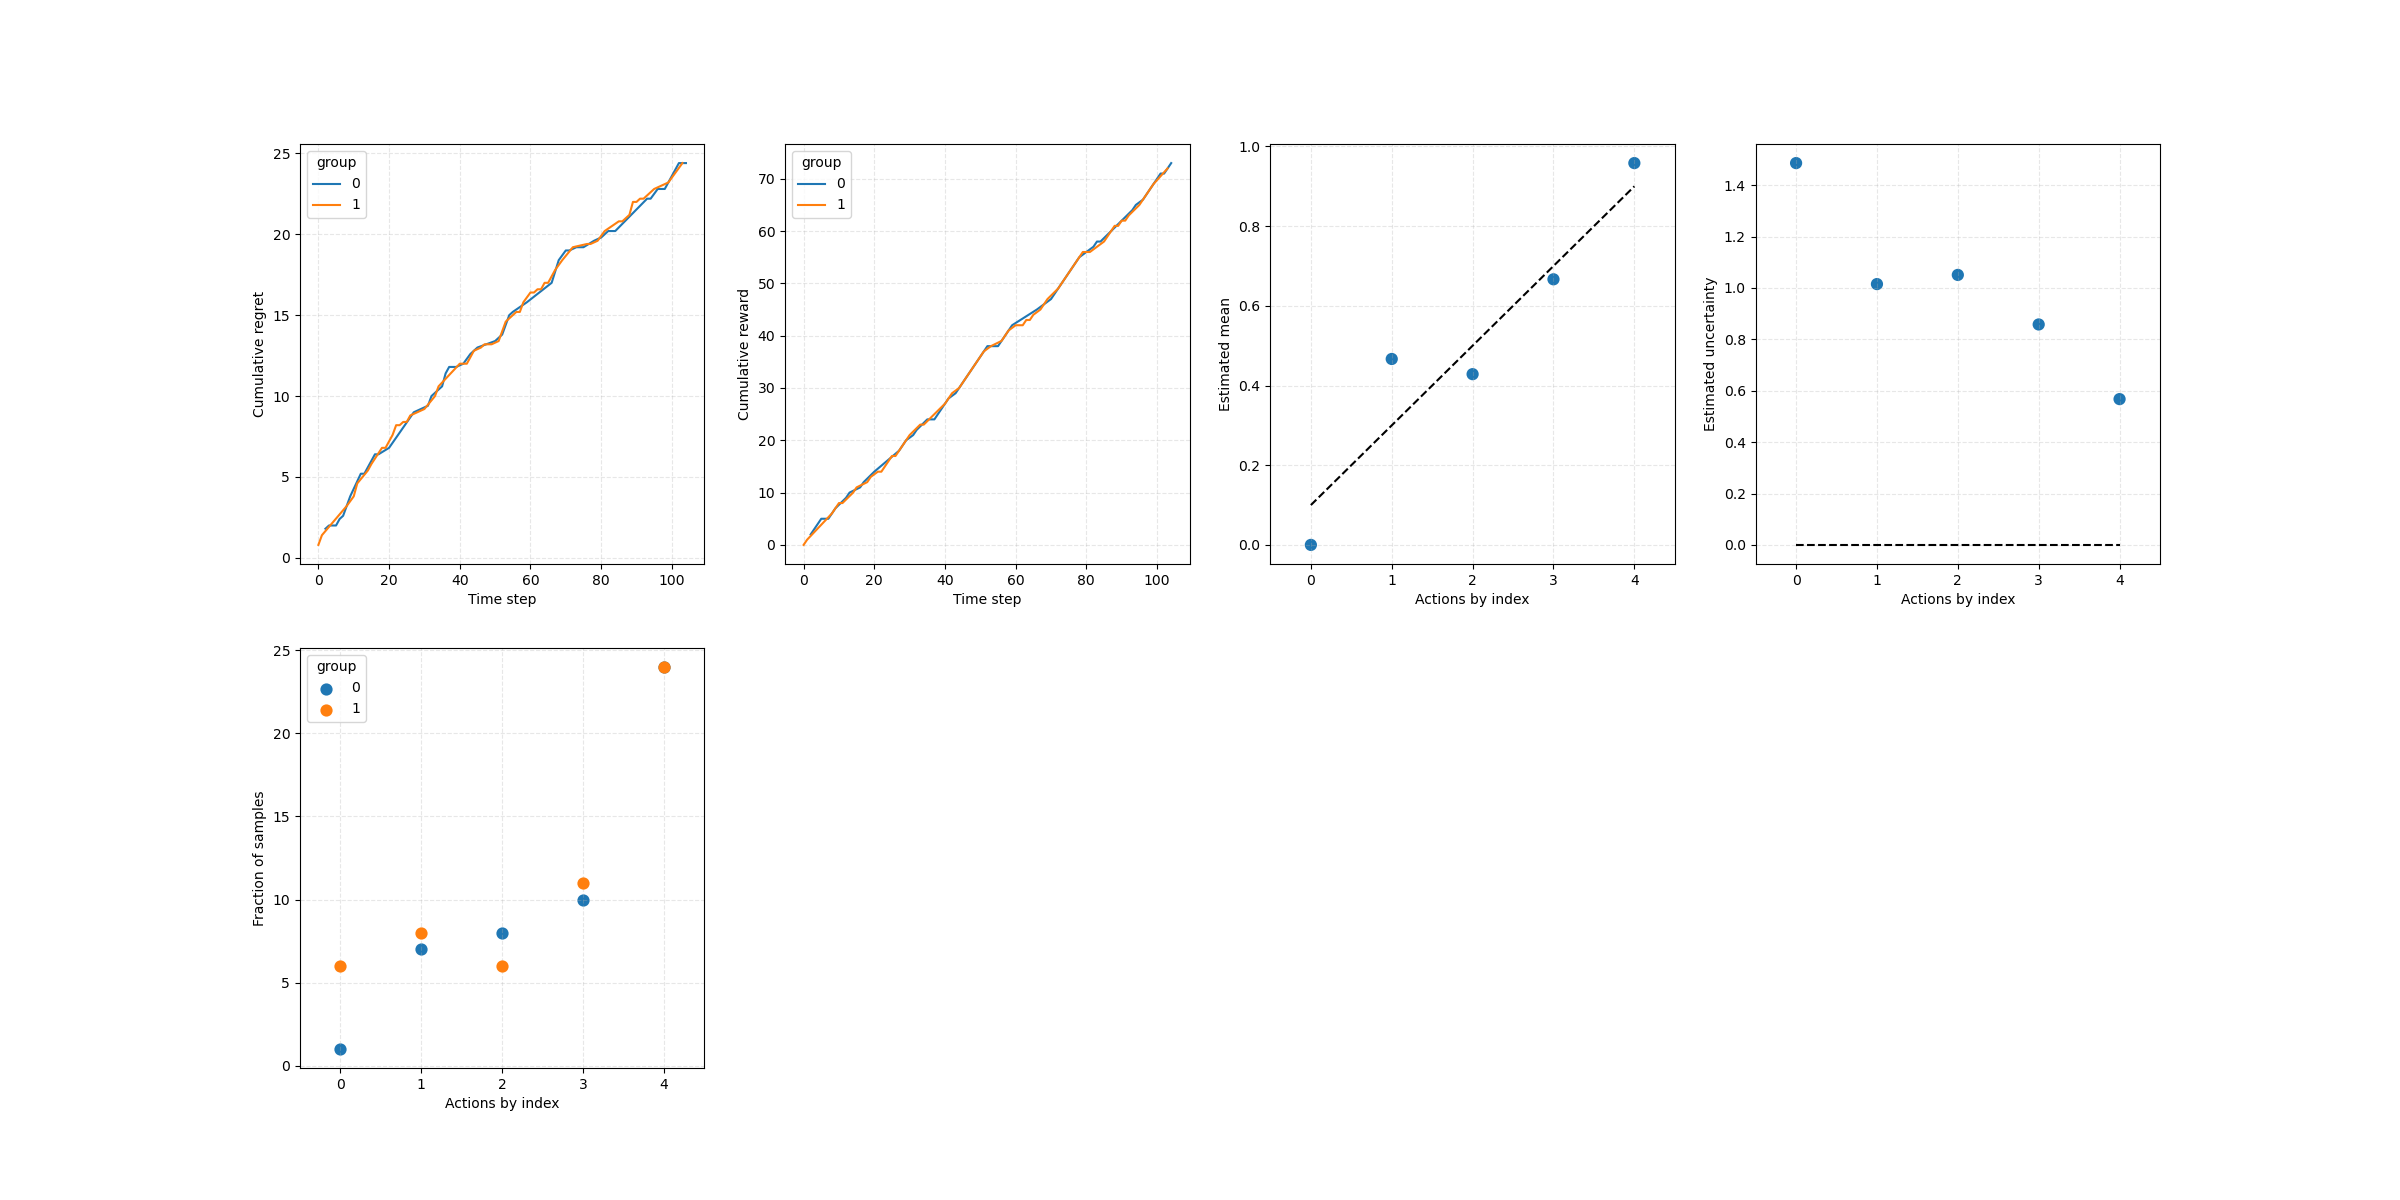 Cumulative regret
25
20
15
10
5
0
group
0
1
0 20 40 60 80 100
Time step
Cumulative reward
70
60
50
40
30
20
10
0
group
0
1
0 20 40 60 80 100
Time step
Estimated mean
1.0
0.8
0.6
0.4
0.2
0.0
0 1 2 3 4
Actions by index
Estimated uncertainty
1.4
1.2
1.0
0.8
0.6
0.4
0.2
0.0
0 1 2 3 4
Actions by index
Fraction of samples
25
20
15
10
5
0
group
0
1
0 1 2 3 4
Actions by index